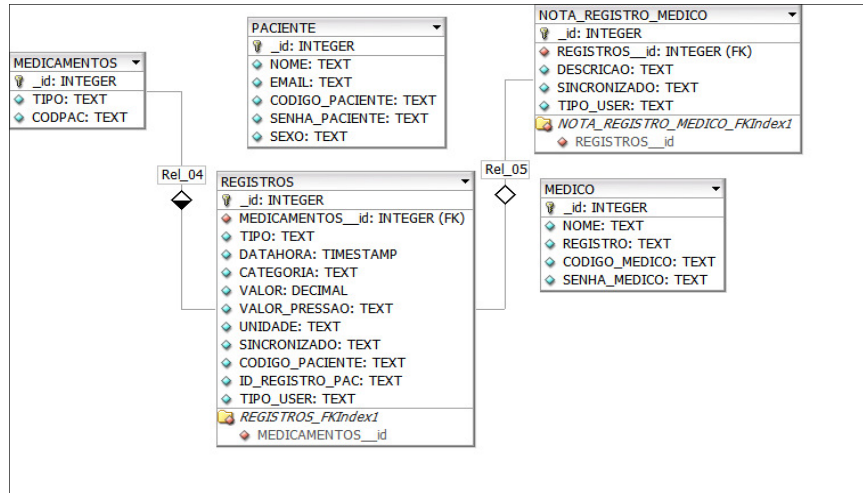 MEDICAMENTOS
_id: INTEGER
TIPO: TEXT
CODPAC: TEXT
PACIENTE
_id: INTEGER
NOME: TEXT
EMAIL: TEXT
CODIGO_PACIENTE: TEXT
SENHA_PACIENTE: TEXT
SEXO: TEXT
NOTA_REGISTRO_MEDICO
_id: INTEGER
REGISTROS__id: INTEGER (FK)
DESCRICAO: TEXT
SINCRONIZADO: TEXT
TIPO_USER: TEXT
NOTA_REGISTRO_MEDICO_FKIndex1
REGISTROS__id
Rel_04
Rel_05
REGISTROS
_id: INTEGER
MEDICAMENTOS__id: INTEGER (FK)
TIPO: TEXT
DATAHORA: TIMESTAMP
CATEGORIA: TEXT
VALOR: DECIMAL
VALOR_PRESSAO: TEXT
UNIDADE: TEXT
SINCRONIZADO: TEXT
CODIGO_PACIENTE: TEXT
ID_REGISTRO_PAC: TEXT
TIPO_USER: TEXT
REGISTROS_FKIndex1
MEDICAMENTOS__id
MEDICO
_id: INTEGER
NOME: TEXT
REGISTRO: TEXT
CODIGO_MEDICO: TEXT
SENHA_MEDICO: TEXT